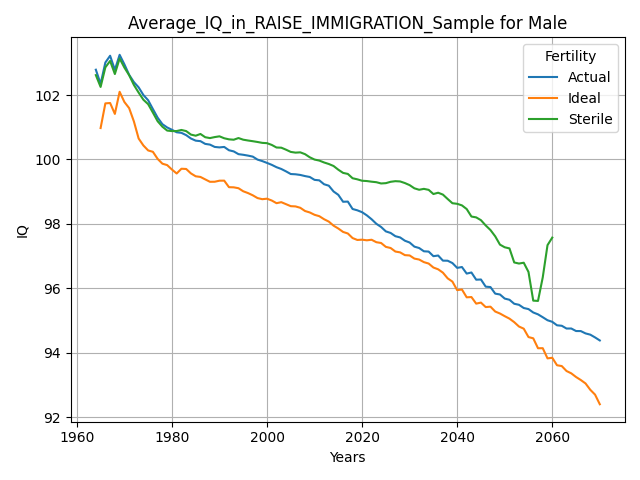 Average_IQ_in_RAISE_IMMIGRATION_Sample for Male
Fertility
Actual
Ideal
Sterile
IQ
102
100
98
96
94
92
1960
1980
2000
2020
2040
2060
Years